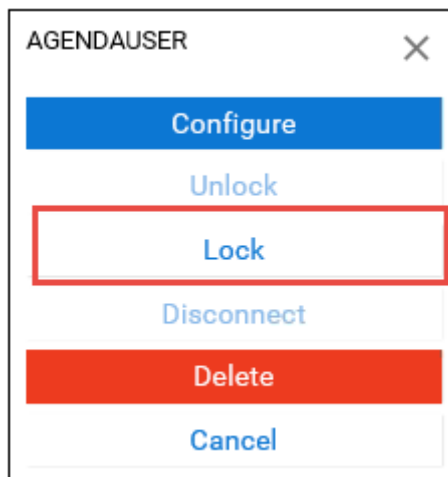 AGENDAUSER
Configure
Unlock
Lock
Disconnect
Delete
Cancel